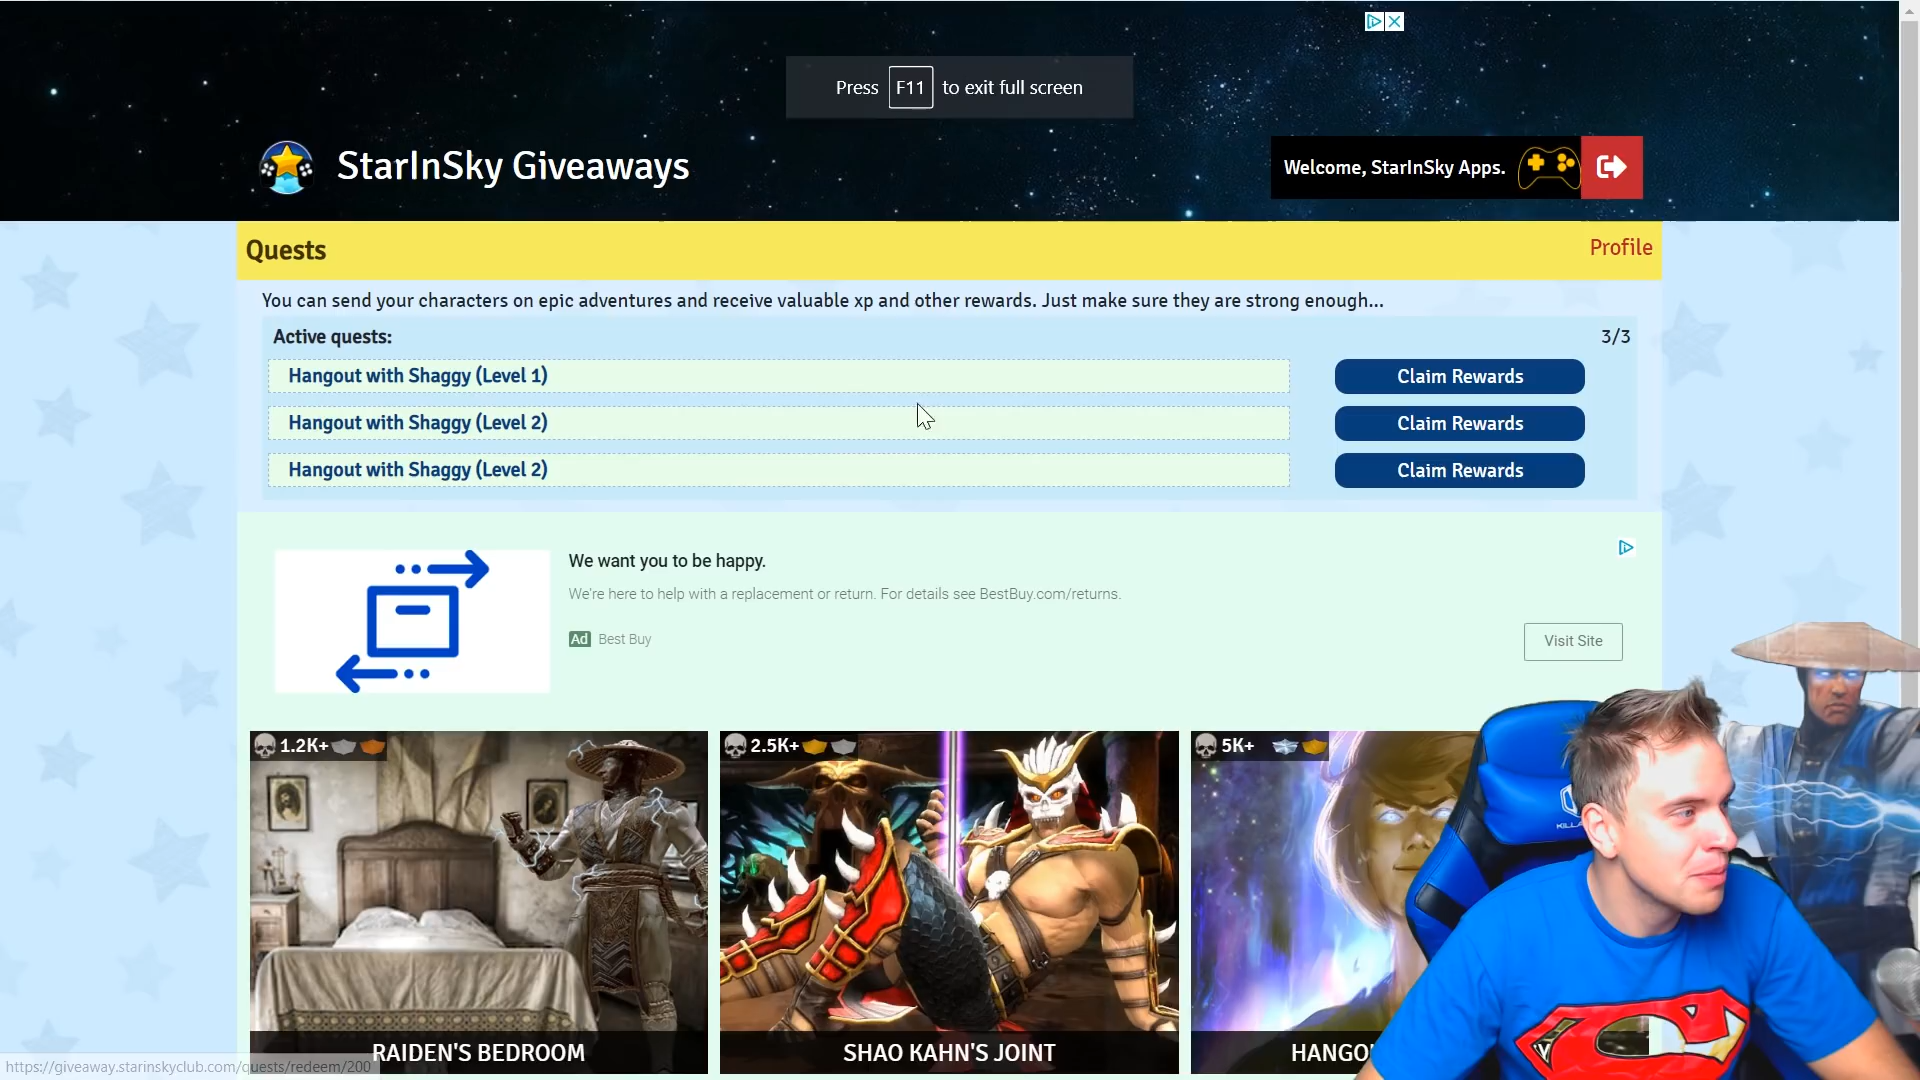 Press F11 to exit full screen
StarInSky Giveaways
Welcome, StarInSky Apps.
Quests
Profile
You can send your characters on epic adventures and receive valuable xp and other rewards. Just make sure they are strong enough...
Active quests:
3/3
Hangout with Shaggy (Level 1)
Claim Rewards
Hangout with Shaggy (Level 2)
Claim Rewards
Hangout with Shaggy (Level 2)
Claim Rewards
We want you to be happy.
We're here to help with a replacement or return. For details see BestBuy.com/returns.
Ad Best Buy
Visit Site
1.2K+
2.5K+
5K+
RAIDEN'S BEDROOM
SHAO KAHN'S JOINT
https://giveaway.starinskyclub.com/quests/redeem/200